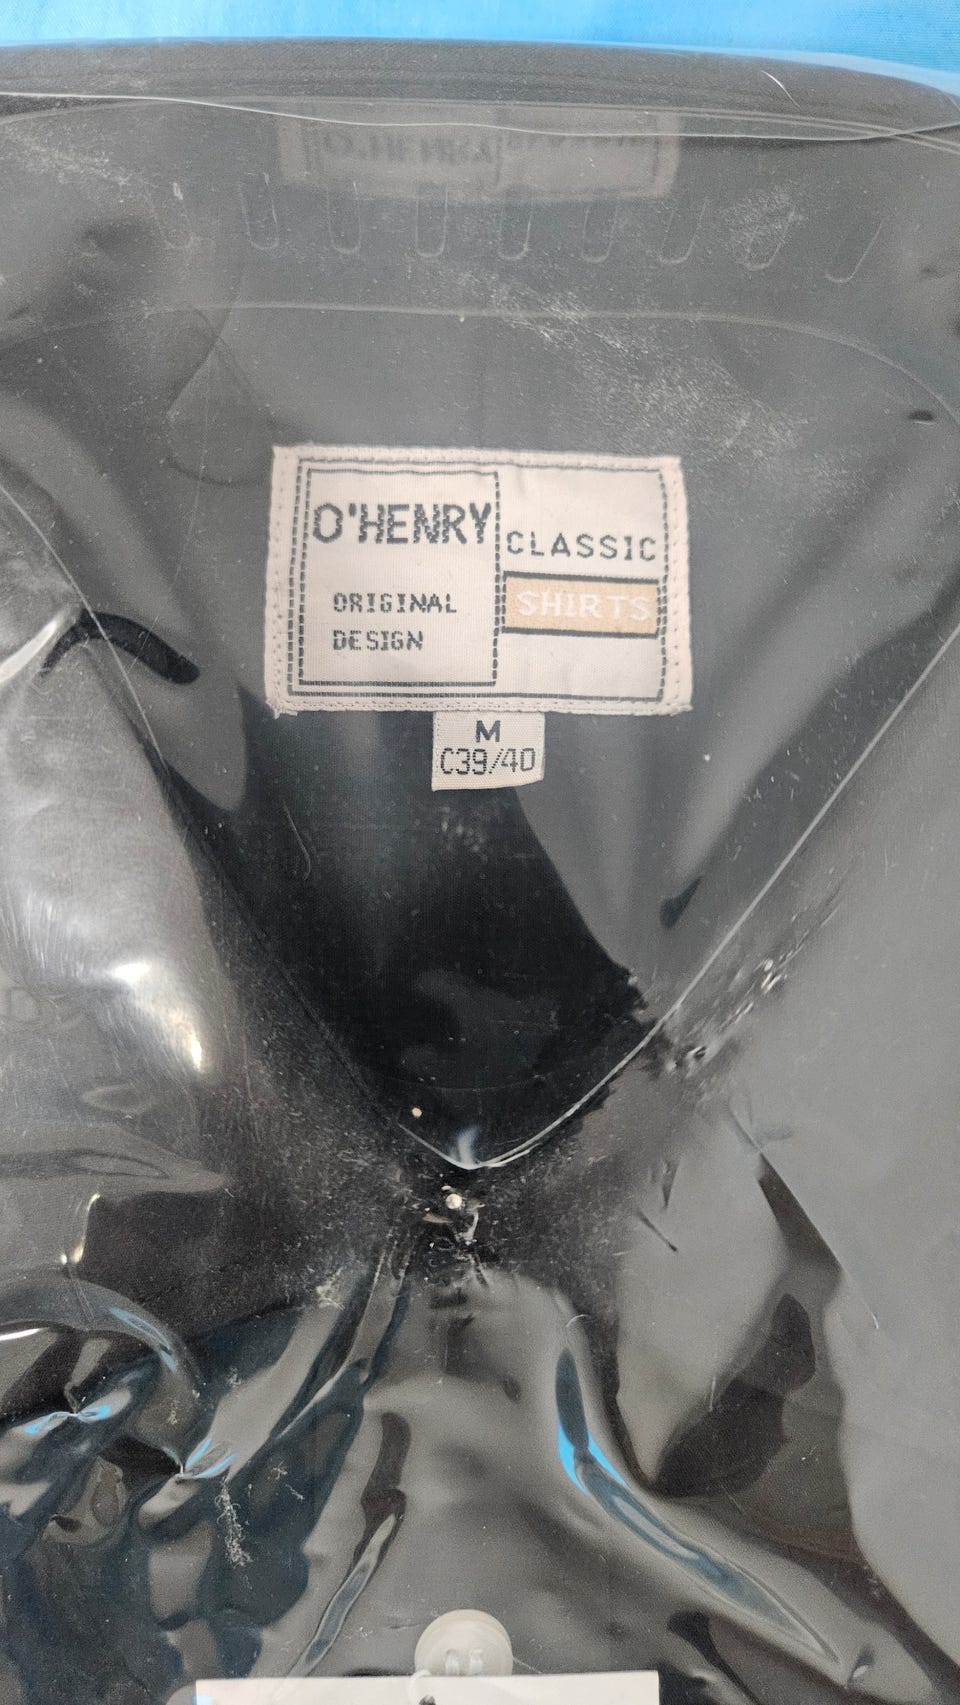 O'HENRY
ORIGINAL
DESIGN
CLASSIC
SHIRTS
M
C39/40